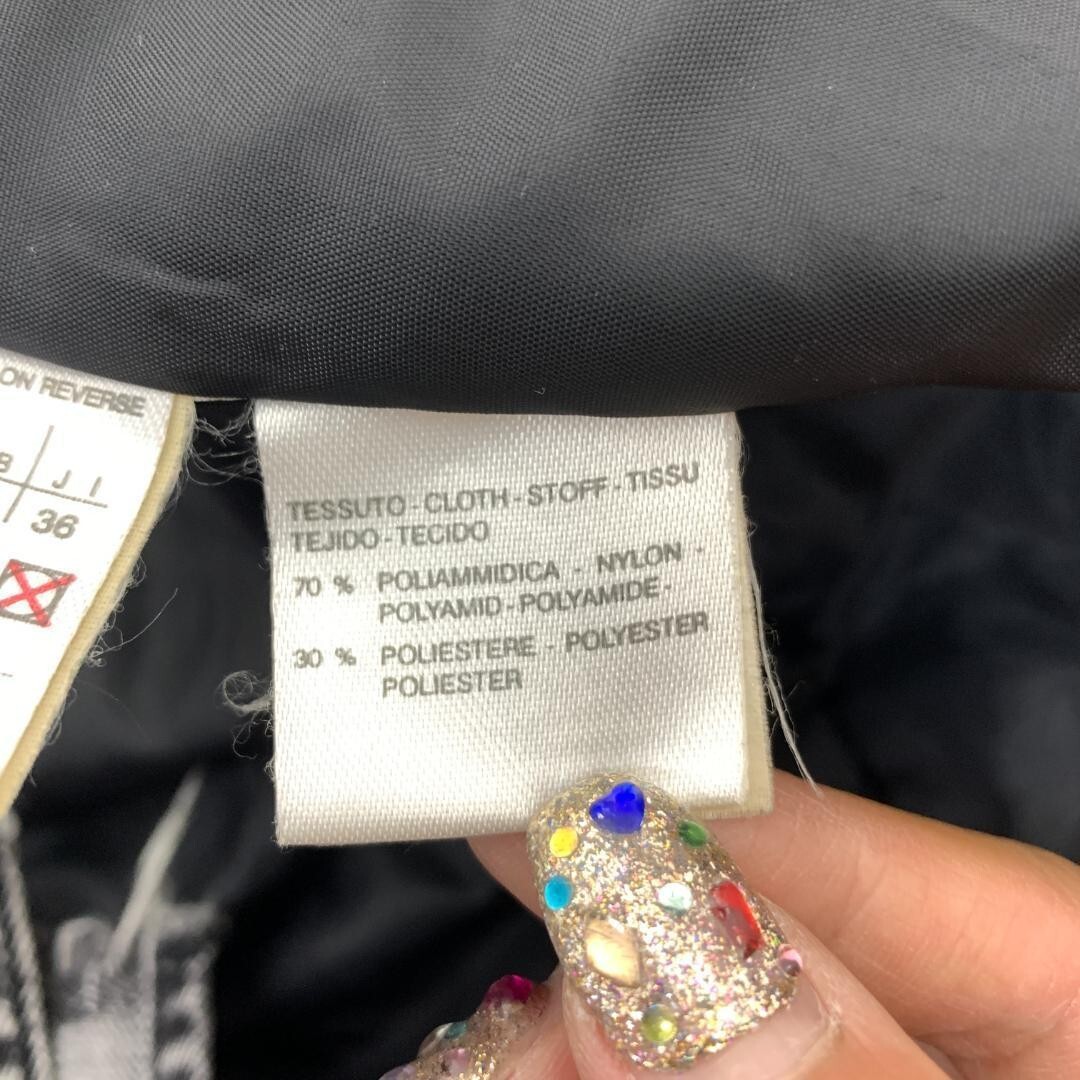 ON REVERSE
B J I
36
TESSUTO - CLOTH - STOFF - TISSU
TEJIDO - TECIDO
70 % POLIAMMIDICA - NYLON -
POLYAMID - POLYAMIDE -
30 % POLIESTERE - POLYESTER
POLIESTER